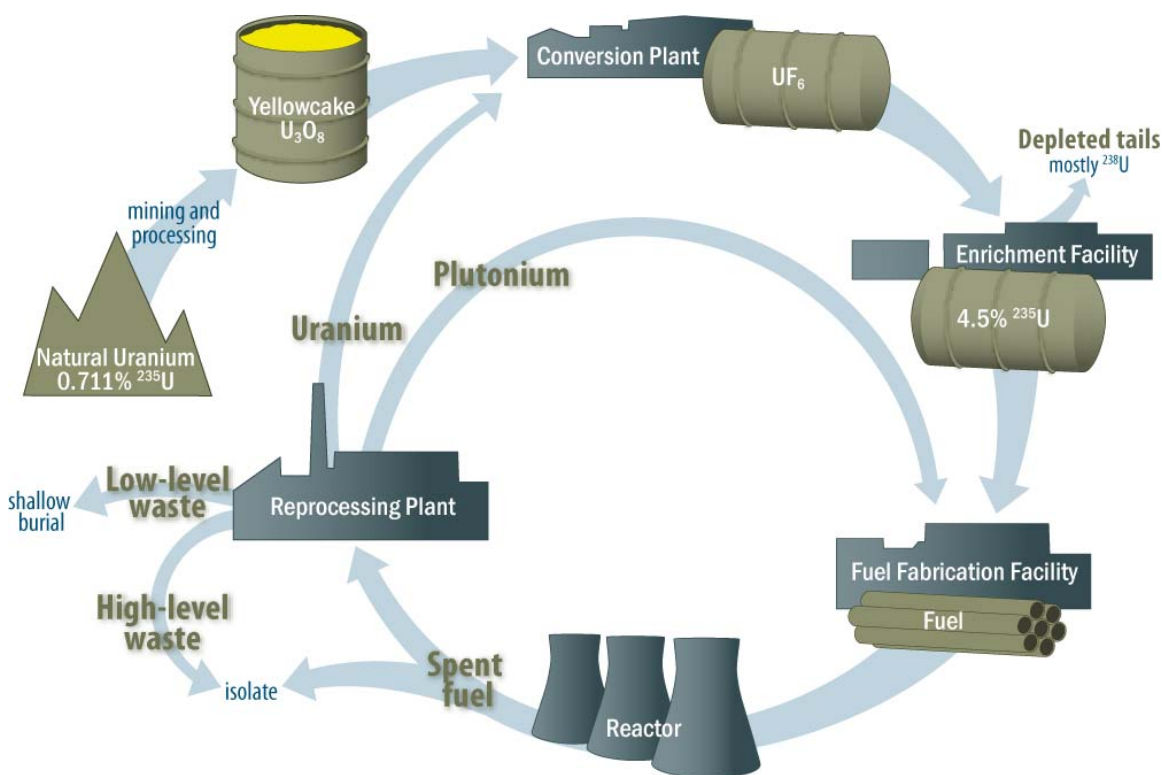 Yellowcake
U₃O₈
Conversion Plant
UF₆
Depleted tails
mostly ²³⁸U
mining and
processing
Enrichment Facility
4.5% ²³⁵U
Plutonium
Uranium
Natural Uranium
0.711% ²³⁵U
Low-level
waste
shallow
burial
Reprocessing Plant
Fuel Fabrication Facility
Fuel
High-level
waste
isolate
Spent
fuel
Reactor